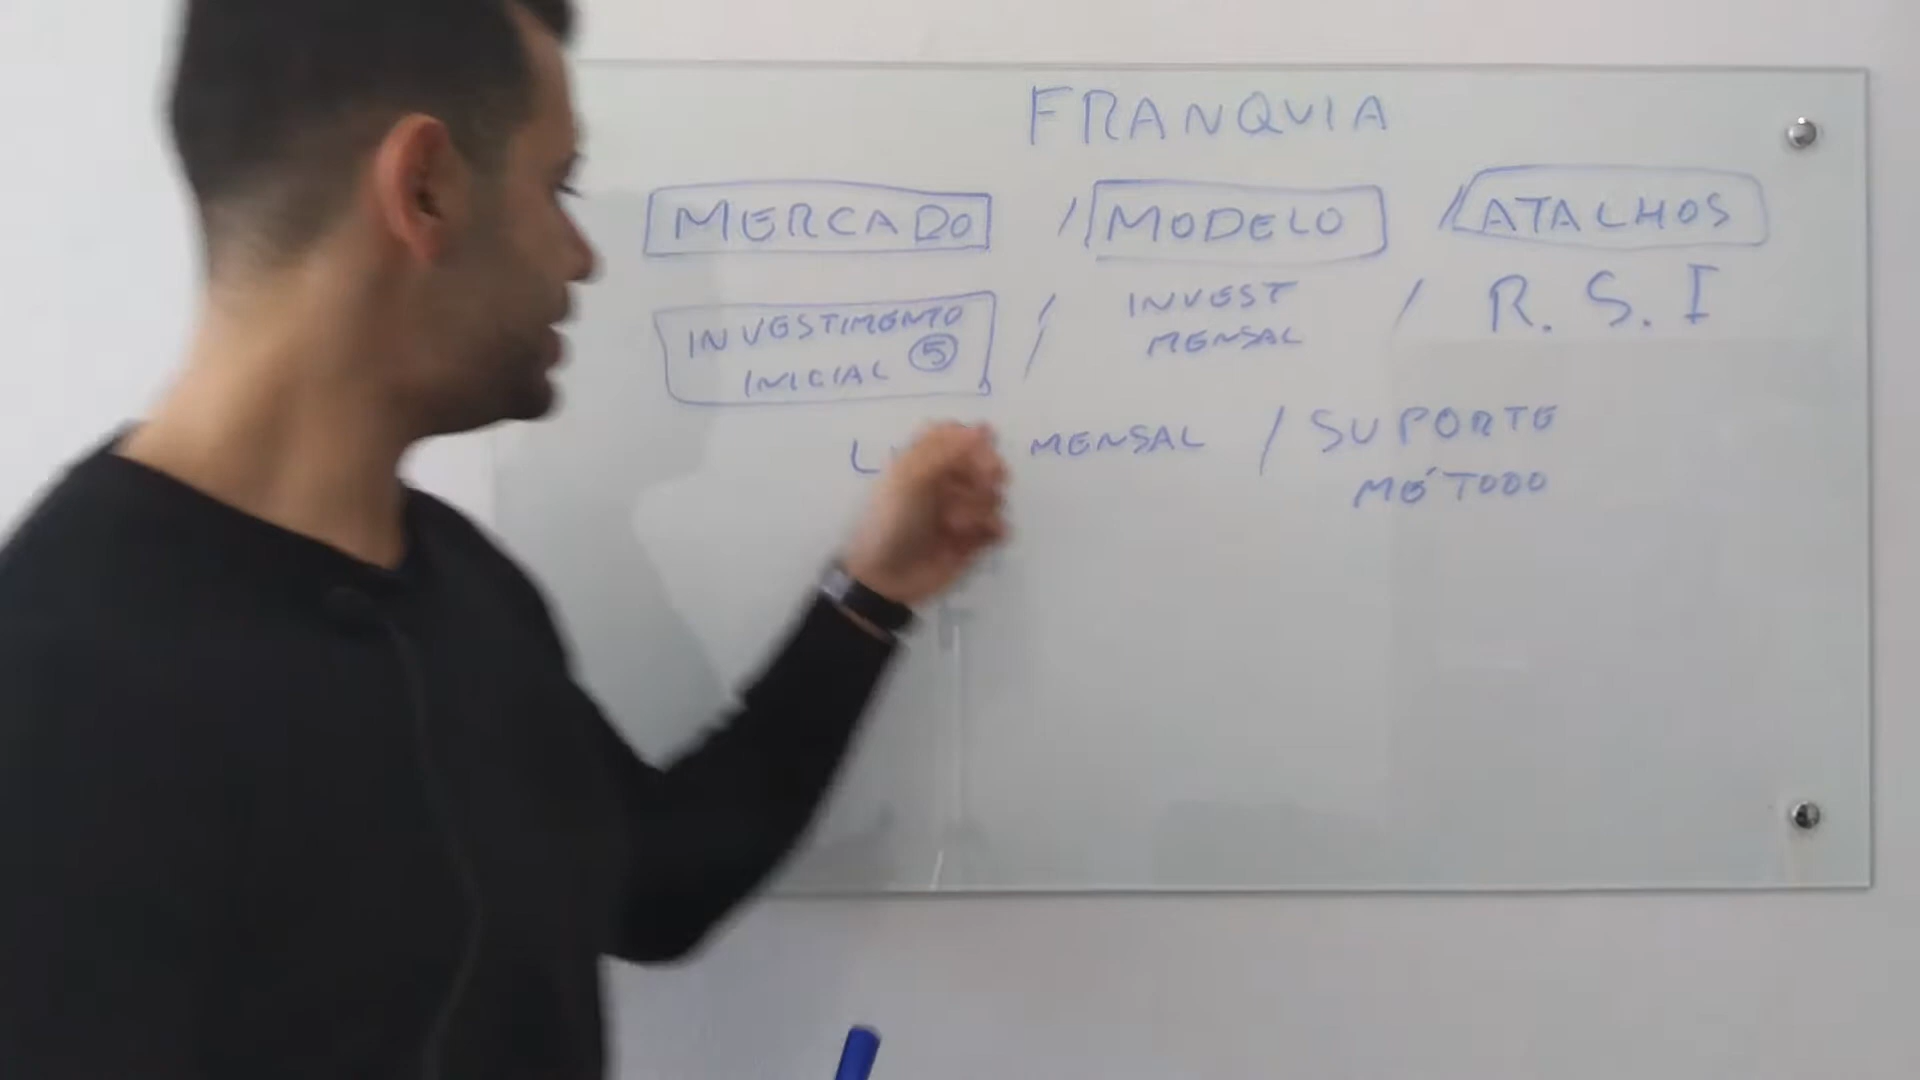 FRANQUIA
MERCADO / MODELO / ATALHOS
INVESTIMENTO INICIAL 5 / INVEST MENSAL / R. S. I
MENSAL / SUPORTE
MÉTODO